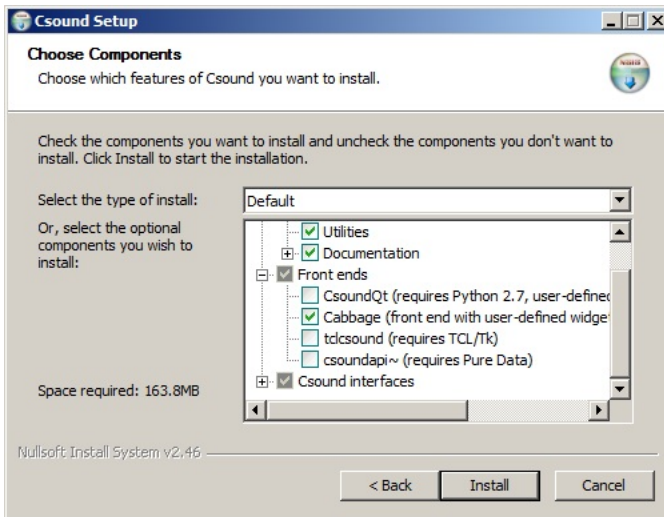 Csound Setup
Choose Components
Choose which features of Csound you want to install.
Check the components you want to install and uncheck the components you don't want to
install. Click Install to start the installation.
Select the type of install:
Default
Or, select the optional
components you wish to
install:
Utilities
Documentation
Front ends
CsoundQt (requires Python 2.7, user-defined
Cabbage (front end with user-defined widget
tclcsound (requires TCL/Tk)
csoundapi~ (requires Pure Data)
Csound interfaces
Space required: 163.8MB
Nullsoft Install System v2.46
< Back
Install
Cancel